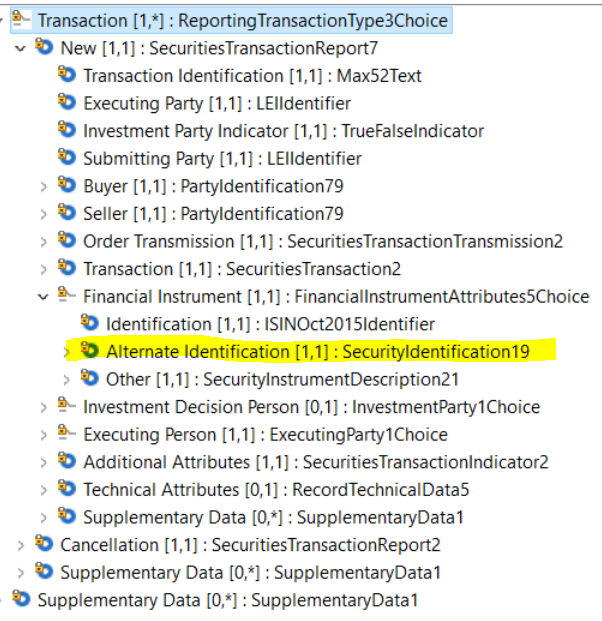 Transaction [1,*] : ReportingTransactionType3Choice
New [1,1] : SecuritiesTransactionReport7
Transaction Identification [1,1] : Max52Text
Executing Party [1,1] : LEIIdentifier
Investment Party Indicator [1,1] : TrueFalseIndicator
Submitting Party [1,1] : LEIIdentifier
Buyer [1,1] : PartyIdentification79
Seller [1,1] : PartyIdentification79
Order Transmission [1,1] : SecuritiesTransactionTransmission2
Transaction [1,1] : SecuritiesTransaction2
Financial Instrument [1,1] : FinancialInstrumentAttributes5Choice
Identification [1,1] : ISINOct2015Identifier
Alternate Identification [1,1] : SecurityIdentification19
Other [1,1] : SecurityInstrumentDescription21
Investment Decision Person [0,1] : InvestmentParty1Choice
Executing Person [1,1] : ExecutingParty1Choice
Additional Attributes [1,1] : SecuritiesTransactionIndicator2
Technical Attributes [0,1] : RecordTechnicalData5
Supplementary Data [0,*] : SupplementaryData1
Cancellation [1,1] : SecuritiesTransactionReport2
Supplementary Data [0,*] : SupplementaryData1
Supplementary Data [0,*] : SupplementaryData1